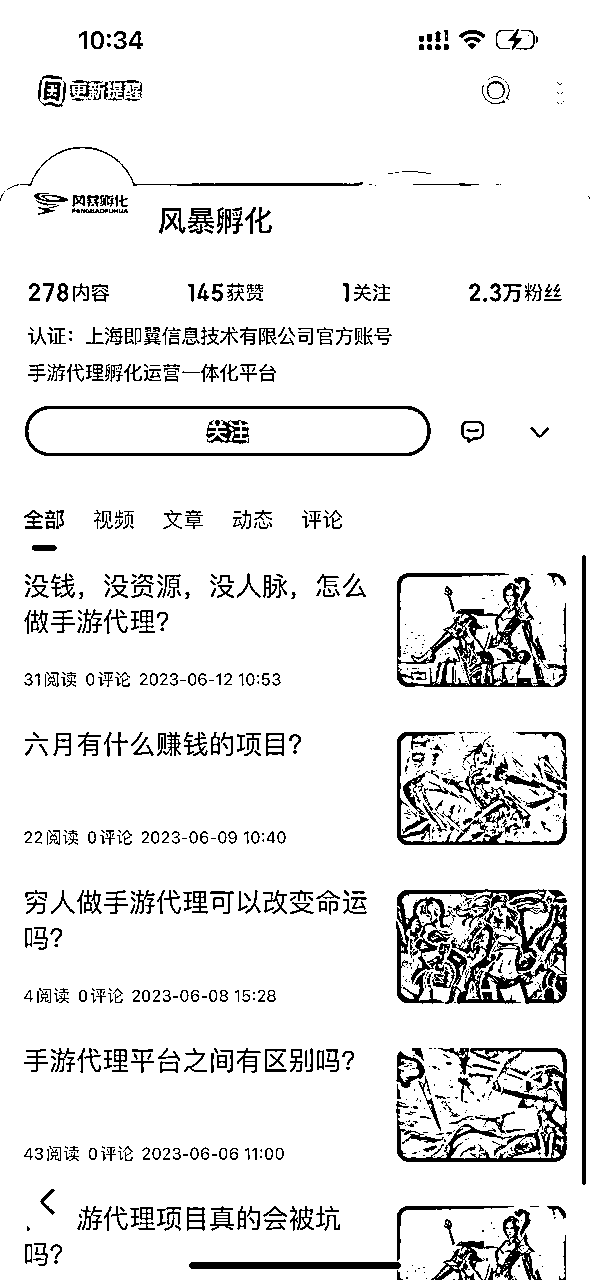 10:34
更新提醒
风暴孵化
FENGBAOFUHUA
风暴孵化
278内容 145获赞 1关注 2.3万粉丝
认证：上海即翼信息技术有限公司官方账号
手游代理孵化运营一体化平台
关注
全部 视频 文章 动态 评论
没钱，没资源，没人脉，怎么
做手游代理？
31阅读 0评论 2023-06-12 10:53
六月有什么赚钱的项目？
22阅读 0评论 2023-06-09 10:40
穷人做手游代理可以改变命运
吗？
4阅读 0评论 2023-06-08 15:28
手游代理平台之间有区别吗？
43阅读 0评论 2023-06-06 11:00
游代理项目真的会被坑
吗？